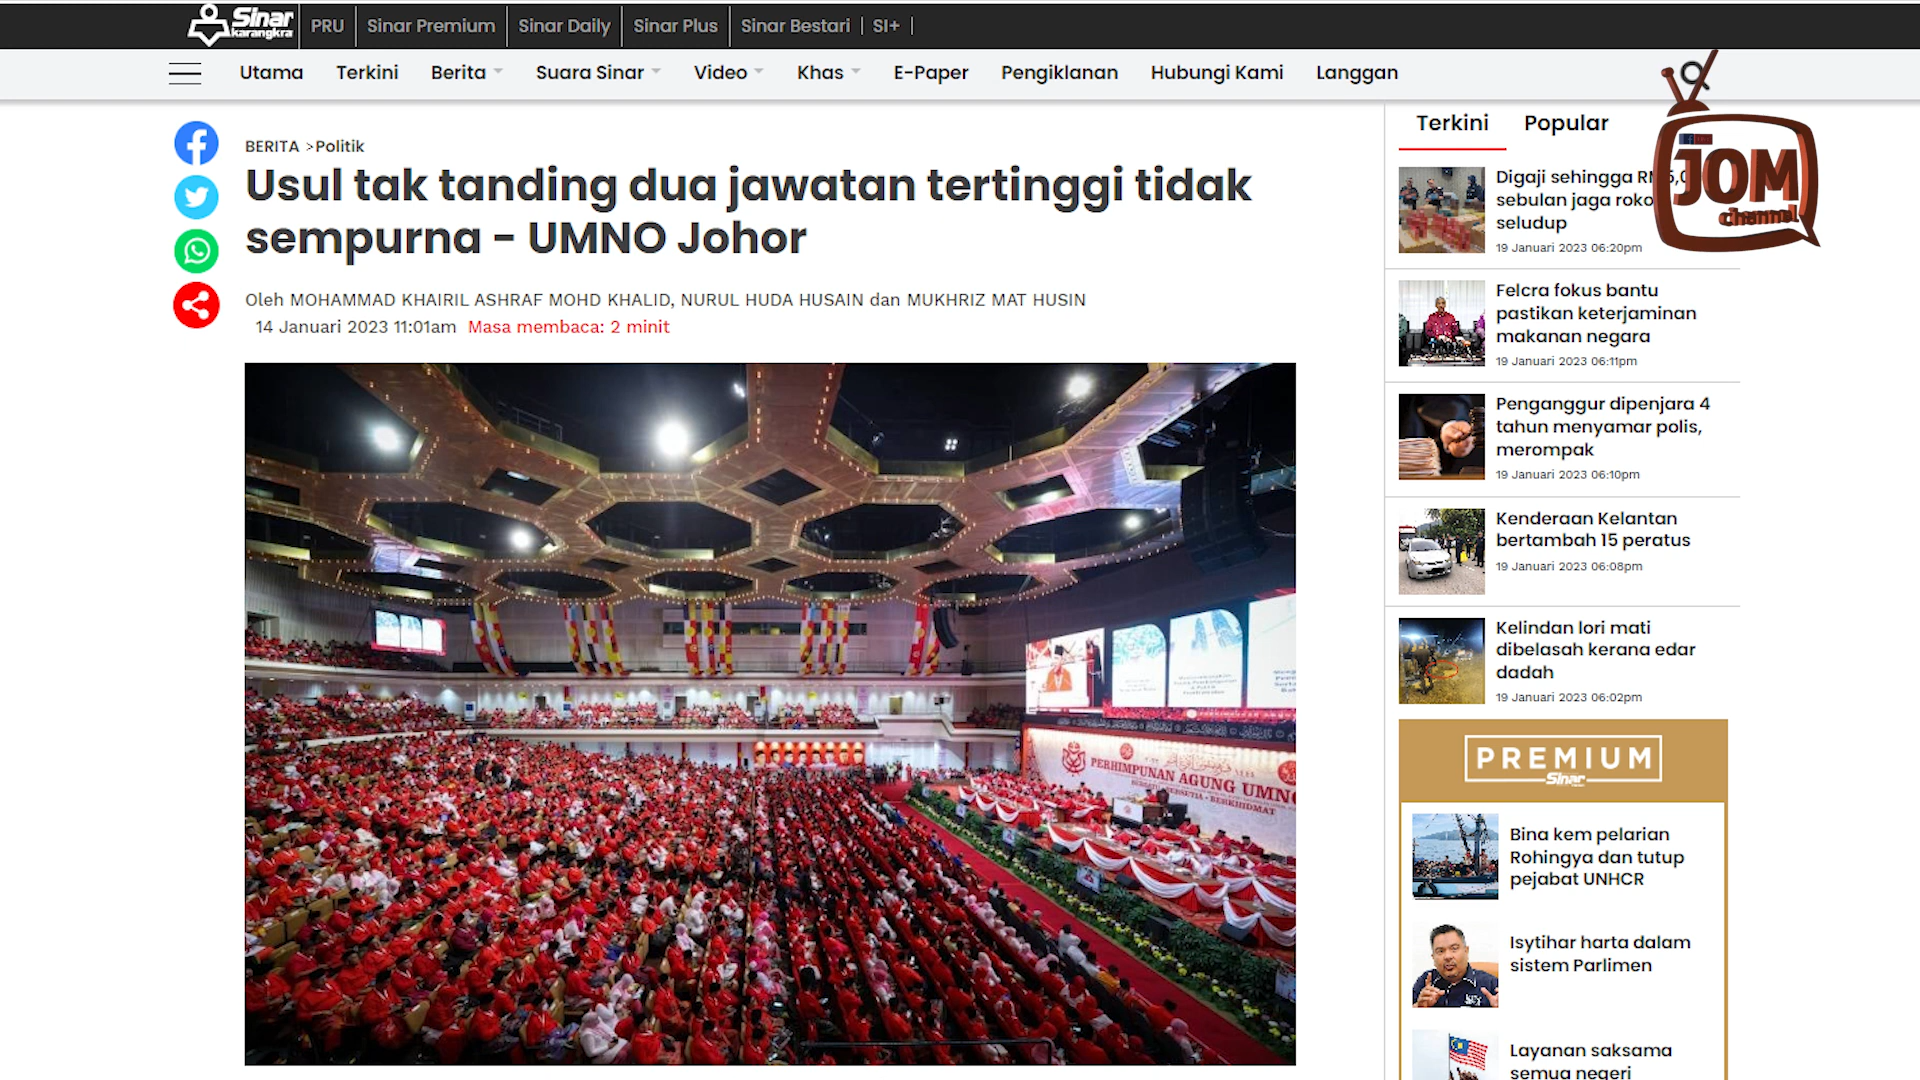 Sinar
karangkraf
PRU
Sinar Premium
Sinar Daily
Sinar Plus
Sinar Bestari
SI+
Utama
Terkini
Berita
Suara Sinar
Video
Khas
E-Paper
Pengiklanan
Hubungi Kami
Langgan
BERITA >Politik
Usul tak tanding dua jawatan tertinggi tidak
sempurna - UMNO Johor
Oleh MOHAMMAD KHAIRIL ASHRAF MOHD KHALID, NURUL HUDA HUSAIN dan MUKHRIZ MAT HUSIN
14 Januari 2023 11:01am Masa membaca: 2 minit
PERHIMPUNAN AGUNG UMNO
BERSATU • BERSETIA • BERKHIDMAT
Terkini
Popular
JOM
channel
Digaji sehingga
sebulan jaga roko
seludup
19 Januari 2023 06:20pm
Felcra fokus bantu
pastikan keterjaminan
makanan negara
19 Januari 2023 06:11pm
Penganggur dipenjara 4
tahun menyamar polis,
merompak
19 Januari 2023 06:10pm
Kenderaan Kelantan
bertambah 15 peratus
19 Januari 2023 06:08pm
Kelindan lori mati
dibelasah kerana edar
dadah
19 Januari 2023 06:02pm
PREMIUM
Sinar
Bina kem pelarian
Rohingya dan tutup
pejabat UNHCR
Isytihar harta dalam
sistem Parlimen
Layanan saksama
semua negeri